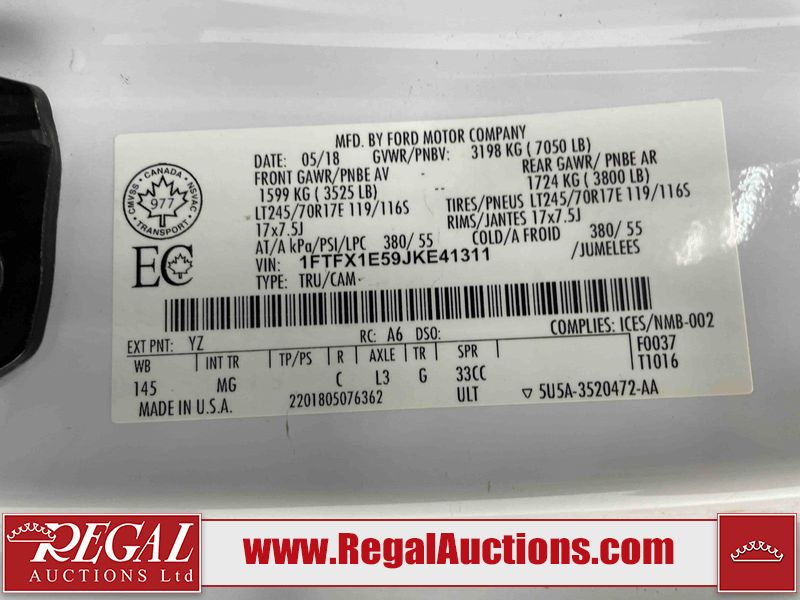 MFD. BY FORD MOTOR COMPANY
DATE: 05/18 GVWR/PNBV: 3198 KG ( 7050 LB)
FRONT GAWR/PNBE AV REAR GAWR/ PNBE AR
1599 KG ( 3525 LB) 1724 KG ( 3800 LB)
LT245/70R17E 119/116S TIRES/PNEUS LT245/70R17E 119/116S
17x7.5J RIMS/JANTES 17x7.5J
AT/A kPa/PSI/LPC 380/ 55 COLD/A FROID 380/ 55
VIN: 1FTFX1E59JKE41311 /JUMELEES
TYPE: TRU/CAM
CANADA
CMVSS NSVAC
977
TRANSPORT
EC
EXT PNT: YZ RC: A6 DSO: COMPLIES: ICES/NMB-002
WB INT TR TP/PS R AXLE TR SPR F0037
145 MG C L3 G 33CC T1016
MADE IN U.S.A. 2201805076362 ULT ▽ 5U5A-3520472-AA
REGAL
AUCTIONS Ltd
www.RegalAuctions.com